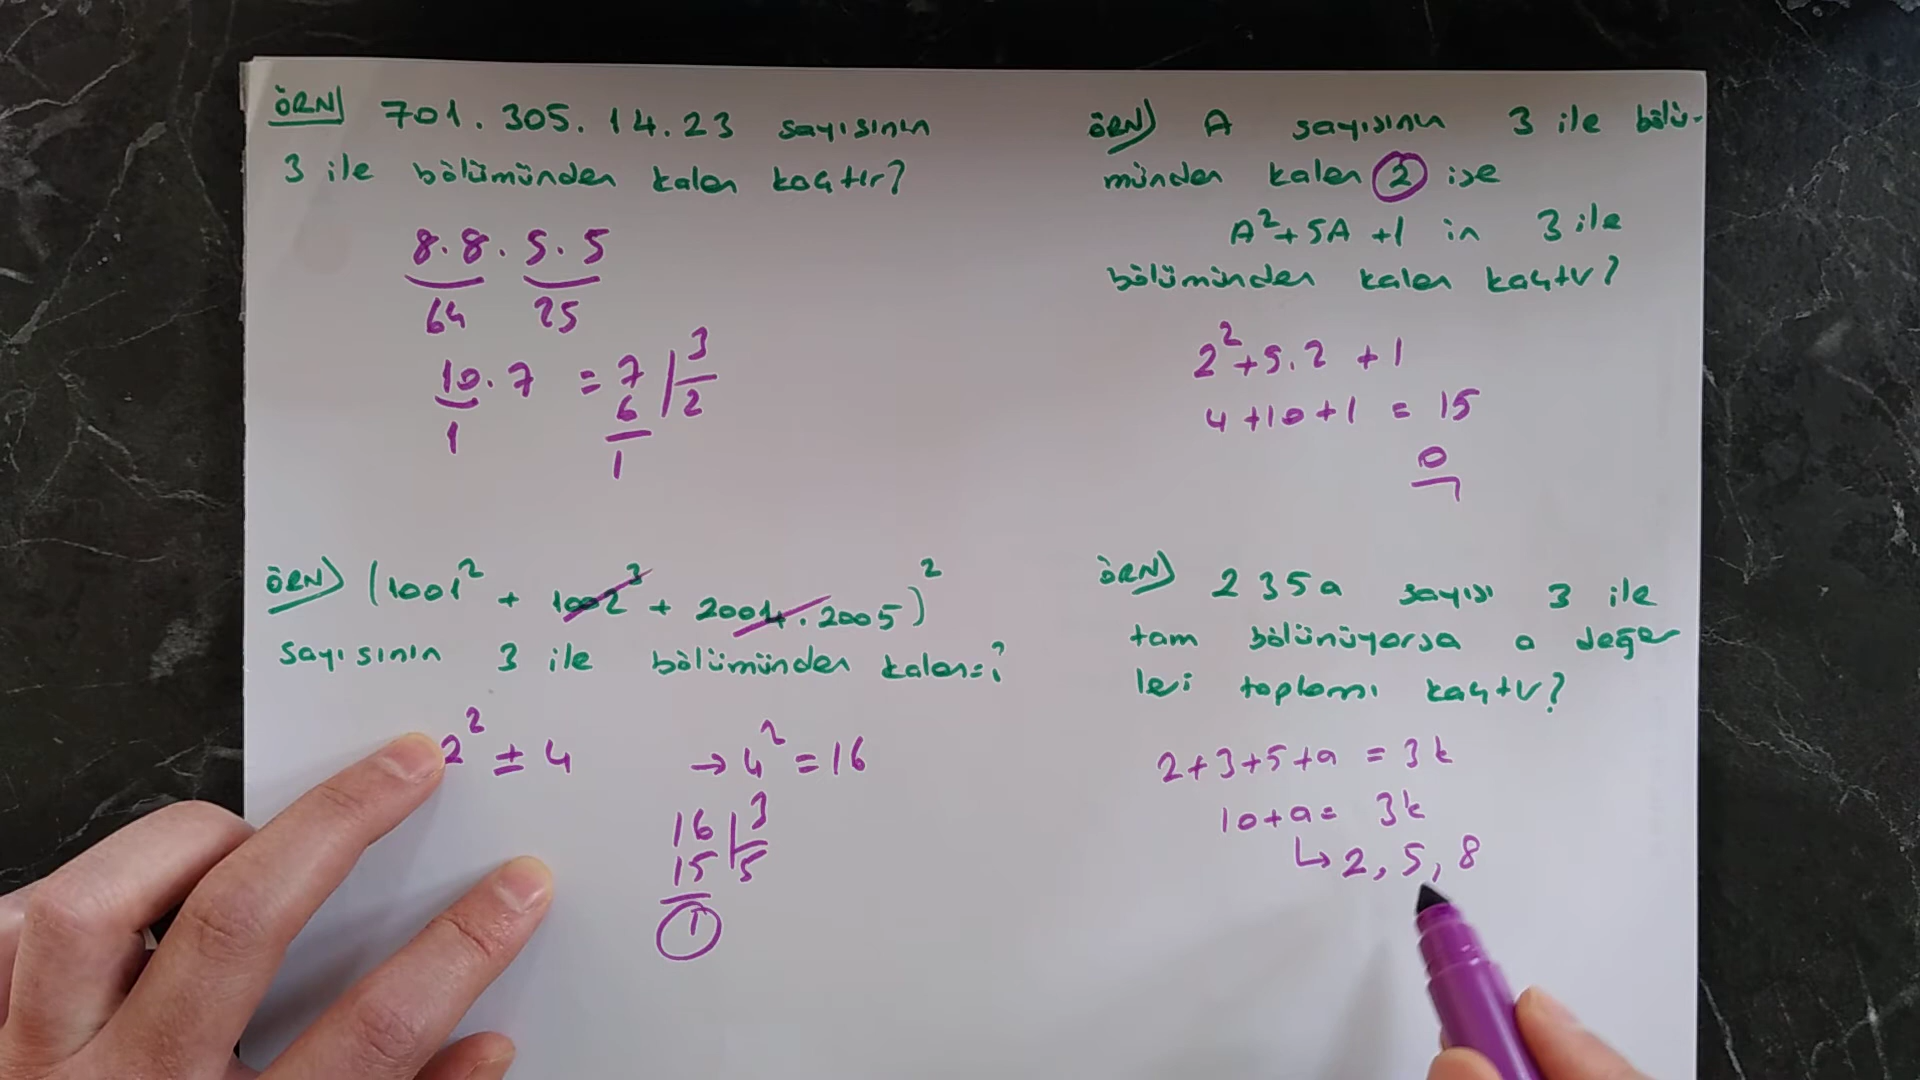 ÖRN) 701.305.14.23 sayısının
3 ile bölümünden kalan kaçtır?
8.8.5.5
64 25
10.7 = 7 | 3
1 6 2
1
ÖRN) (1001² + 1002³ + 2004.2005)²
sayısının 3 ile bölümünden kalan=?
2² ± 4 → 4² = 16
16 | 3
15 5
1
ÖRN) A sayısının 3 ile bölü-
münden kalan 2 ise
A²+5A+1 in 3 ile
bölümünden kalan kaçtır?
2²+5.2+1
4+10+1 = 15
0
ÖRN) 235a sayısı 3 ile
tam bölünüyorsa a değer
leri toplamı kaçtır?
2+3+5+a = 3k
10+a= 3k
↳ 2, 5, 8